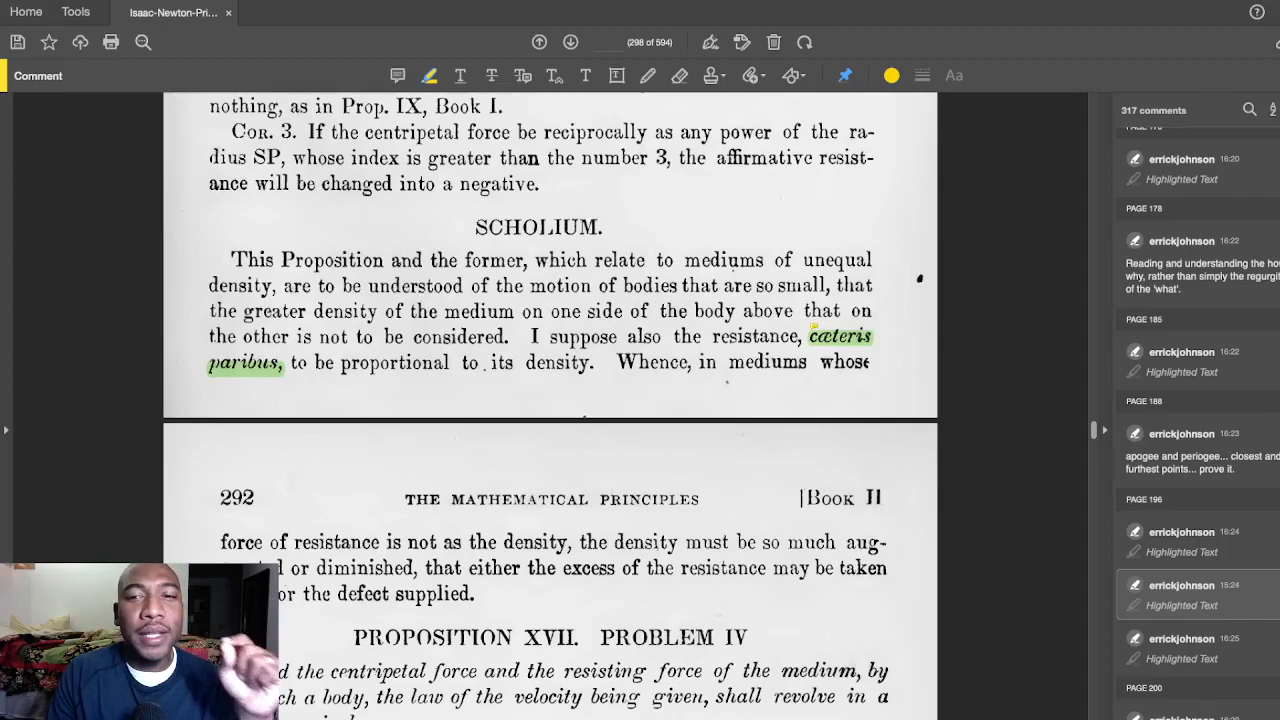 Home Tools Isaac-Newton-Pri... ×
(298 of 594)
Comment
Aa
nothing, as in Prop. IX, Book I.
Cor. 3. If the centripetal force be reciprocally as any power of the ra-
dius SP, whose index is greater than the number 3, the affirmative resist-
ance will be changed into a negative.
SCHOLIUM.
This Proposition and the former, which relate to mediums of unequal
density, are to be understood of the motion of bodies that are so small, that
the greater density of the medium on one side of the body above that on
the other is not to be considered. I suppose also the resistance, cæteris
paribus, to be proportional to its density. Whence, in mediums whose
292 THE MATHEMATICAL PRINCIPLES |Book II
force of resistance is not as the density, the density must be so much aug-
or diminished, that either the excess of the resistance may be taken
or the defect supplied.
PROPOSITION XVII. PROBLEM IV
the centripetal force and the resisting force of the medium, by
a body, the law of the velocity being given, shall revolve in a
317 comments
errickjohnson 16:20
Highlighted Text
PAGE 178
errickjohnson 16:22
Reading and understanding the how
why, rather than simply the regurgit
of the 'what'.
PAGE 185
errickjohnson 16:22
Highlighted Text
PAGE 188
errickjohnson 16:23
apogee and periogee... closest and
furthest points... prove it.
PAGE 196
errickjohnson 16:24
Highlighted Text
errickjohnson 15:24
Highlighted Text
errickjohnson 16:25
Highlighted Text
PAGE 200